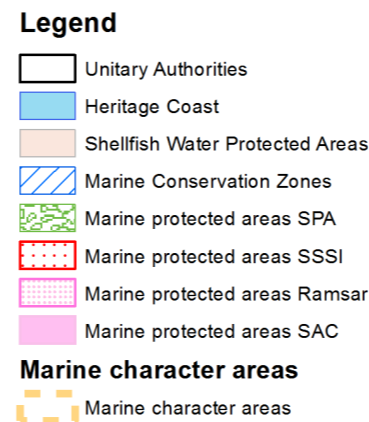 Legend
Unitary Authorities
Heritage Coast
Shellfish Water Protected Areas
Marine Conservation Zones
Marine protected areas SPA
Marine protected areas SSSI
Marine protected areas Ramsar
Marine protected areas SAC
Marine character areas
Marine character areas